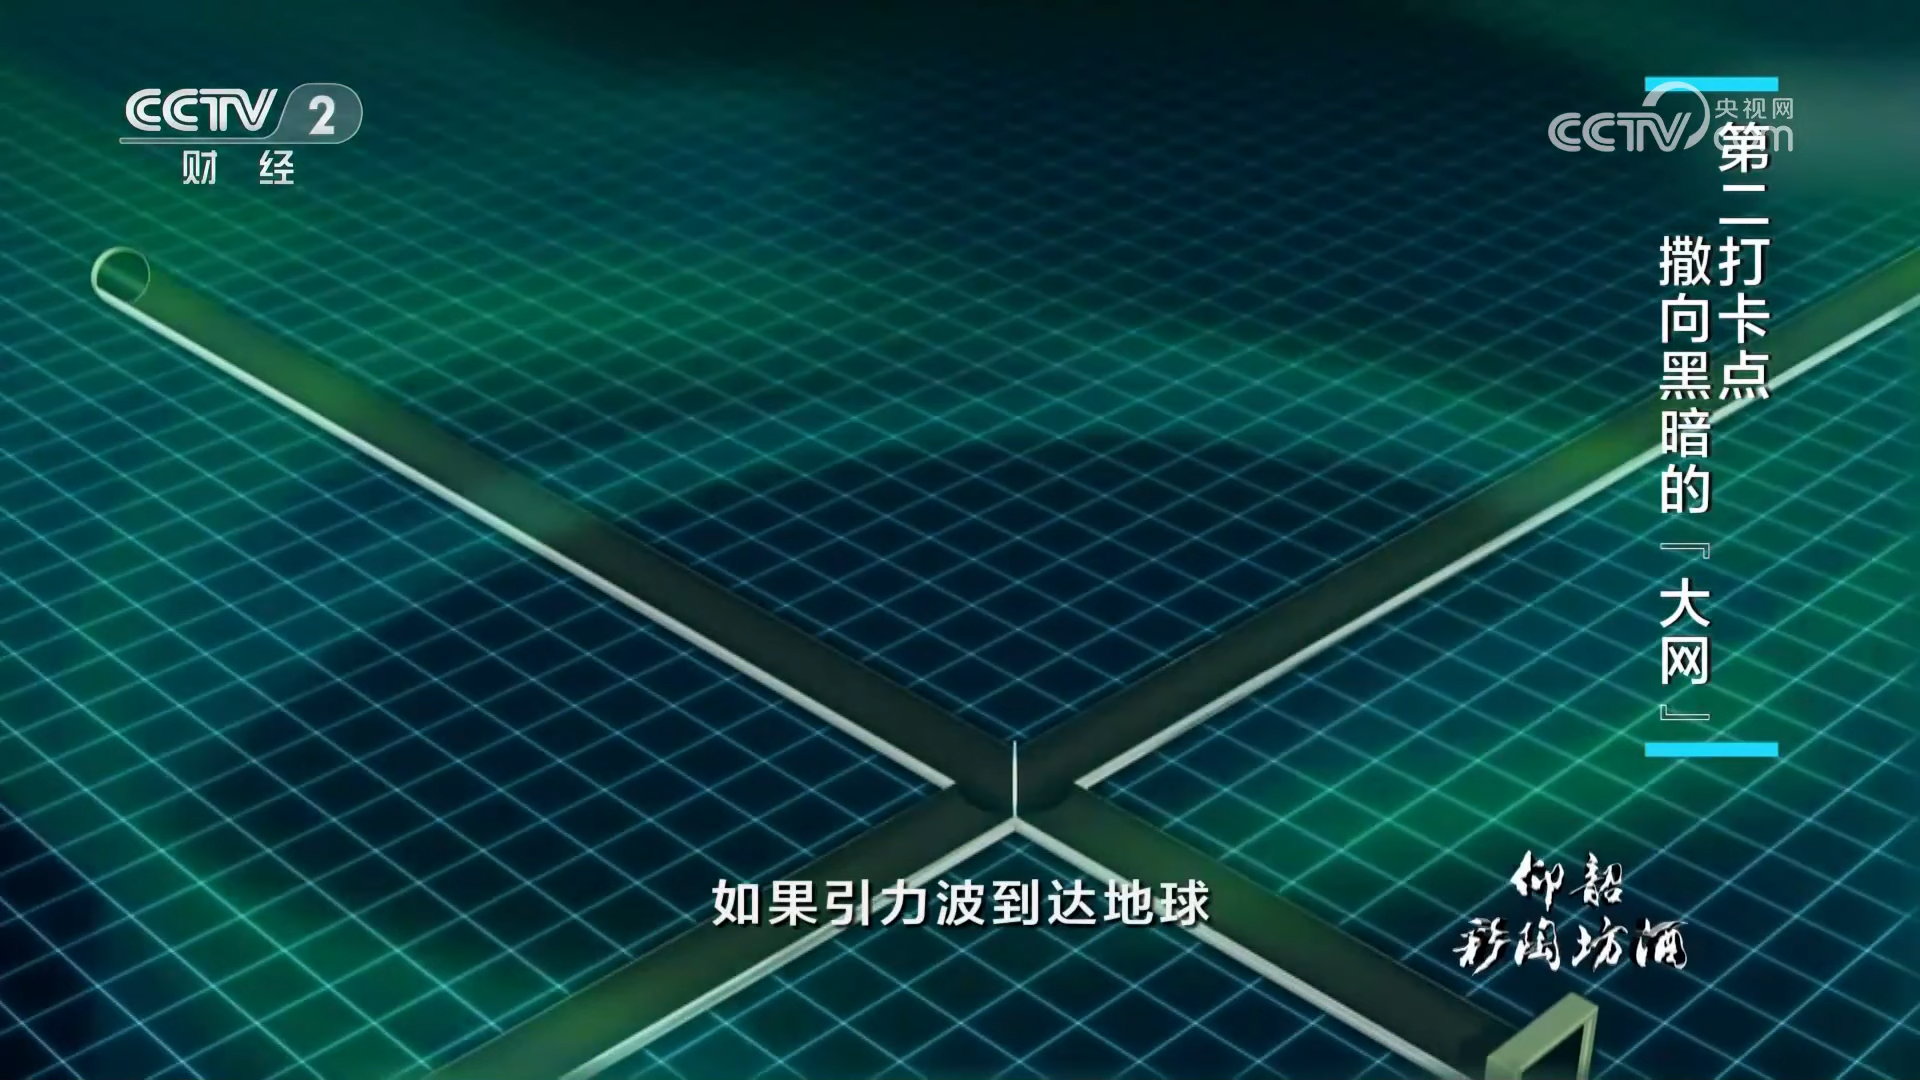 CCTV 2
财经
CCTV 央视网
com
第二打卡点
撒向黑暗的『大网』
如果引力波到达地球
仰韶
彩陶坊酒